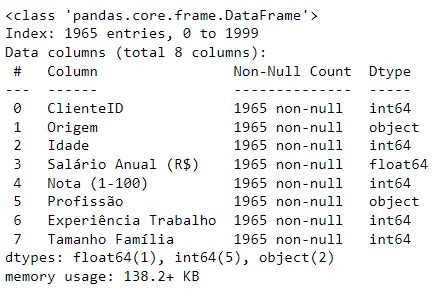 <class 'pandas.core.frame.DataFrame'>
Index: 1965 entries, 0 to 1999
Data columns (total 8 columns):
 #   Column               Non-Null Count  Dtype
---  ------               --------------  -----
 0   ClienteID            1965 non-null   int64
 1   Origem               1965 non-null   object
 2   Idade                1965 non-null   int64
 3   Salário Anual (R$)   1965 non-null   float64
 4   Nota (1-100)         1965 non-null   int64
 5   Profissão            1965 non-null   object
 6   Experiência Trabalho 1965 non-null   int64
 7   Tamanho Família      1965 non-null   int64
dtypes: float64(1), int64(5), object(2)
memory usage: 138.2+ KB